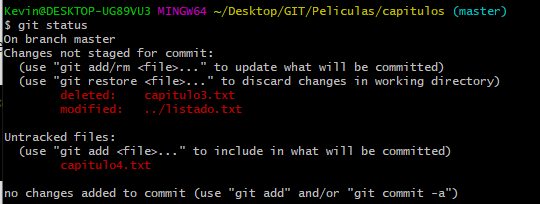 Kevin@DESKTOP-UG89VU3 MINGW64 ~/Desktop/GIT/Peliculas/capitulos (master)
$ git status
On branch master
Changes not staged for commit:
  (use "git add/rm <file>..." to update what will be committed)
  (use "git restore <file>..." to discard changes in working directory)
        deleted:    capitulo3.txt
        modified:   ../listado.txt

Untracked files:
  (use "git add <file>..." to include in what will be committed)
        capitulo4.txt

no changes added to commit (use "git add" and/or "git commit -a")